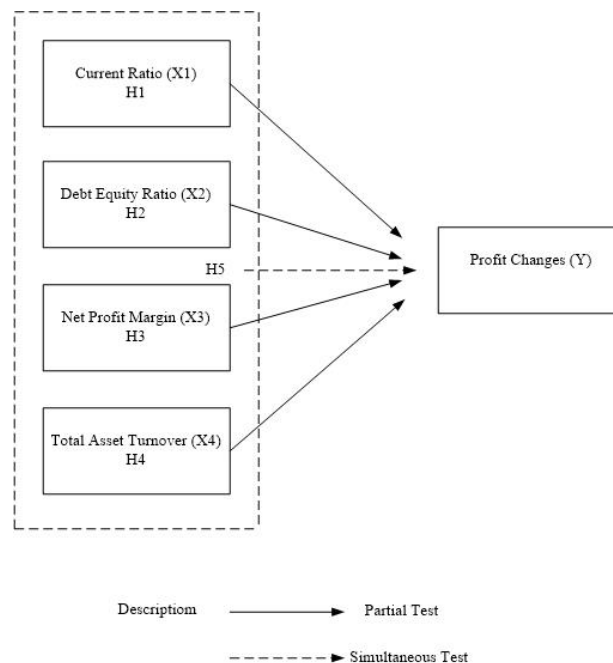 Current Ratio (X1)
H1
Debt Equity Ratio (X2)
H2
H5
Net Profit Margin (X3)
H3
Total Asset Turnover (X4)
H4
Profit Changes (Y)
Descriptiom
Partial Test
Simultaneous Test